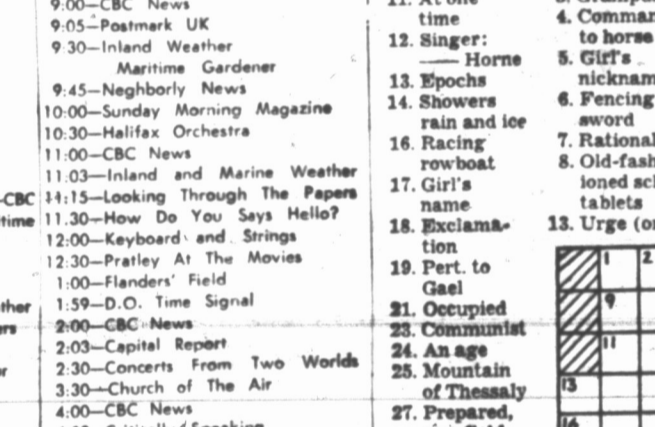 9:00—CBC News
9:05—Postmark UK
9:30—Inland Weather
Maritime Gardener
9:45—Neghborly News
10:00—Sunday Morning Magazine
10:30—Halifax Orchestra
11:00—CBC News
11:03—Inland and Marine Weather
11:15—Looking Through The Papers
11.30—How Do You Says Hello?
12:00—Keyboard and Strings
12:30—Pratley At The Movies
1:00—Flanders' Field
1:59—D.O. Time Signal
2:00—CBC News
2:03—Capital Report
2:30—Concerts From Two Worlds
3:30—Church of The Air
4:00—CBC News
-CBC
time
time
12. Singer:
—— Horne
13. Epochs
14. Showers
rain and ice
16. Racing
rowboat
17. Girl's
name
18. Exclama-
tion
19. Pert. to
Gael
21. Occupied
23. Communist
24. An age
25. Mountain
of Thessaly
27. Prepared,
4. Comman
to horse
5. Girl's
nicknam
6. Fencing
sword
7. Rational
8. Old-fash
ioned scl
tablets
13. Urge (on
1 2
9
11
13
16